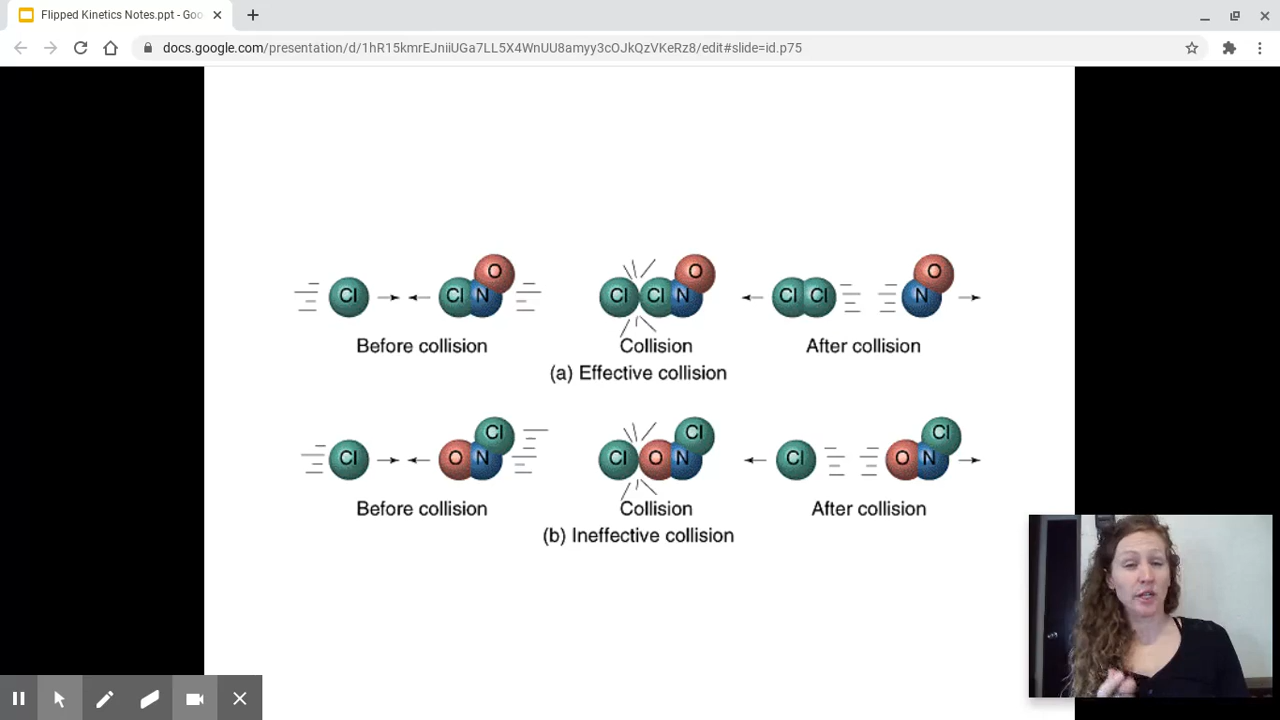 Flipped Kinetics Notes.ppt - Goo
docs.google.com/presentation/d/1hR15kmrEJniiUGa7LL5X4WnUU8amyy3cOJkQzVKeRz8/edit#slide=id.p75
Cl Cl N O Cl Cl N O Cl Cl N O
Before collision Collision After collision
(a) Effective collision
Cl O N Cl Cl O N Cl Cl O N Cl
Before collision Collision After collision
(b) Ineffective collision